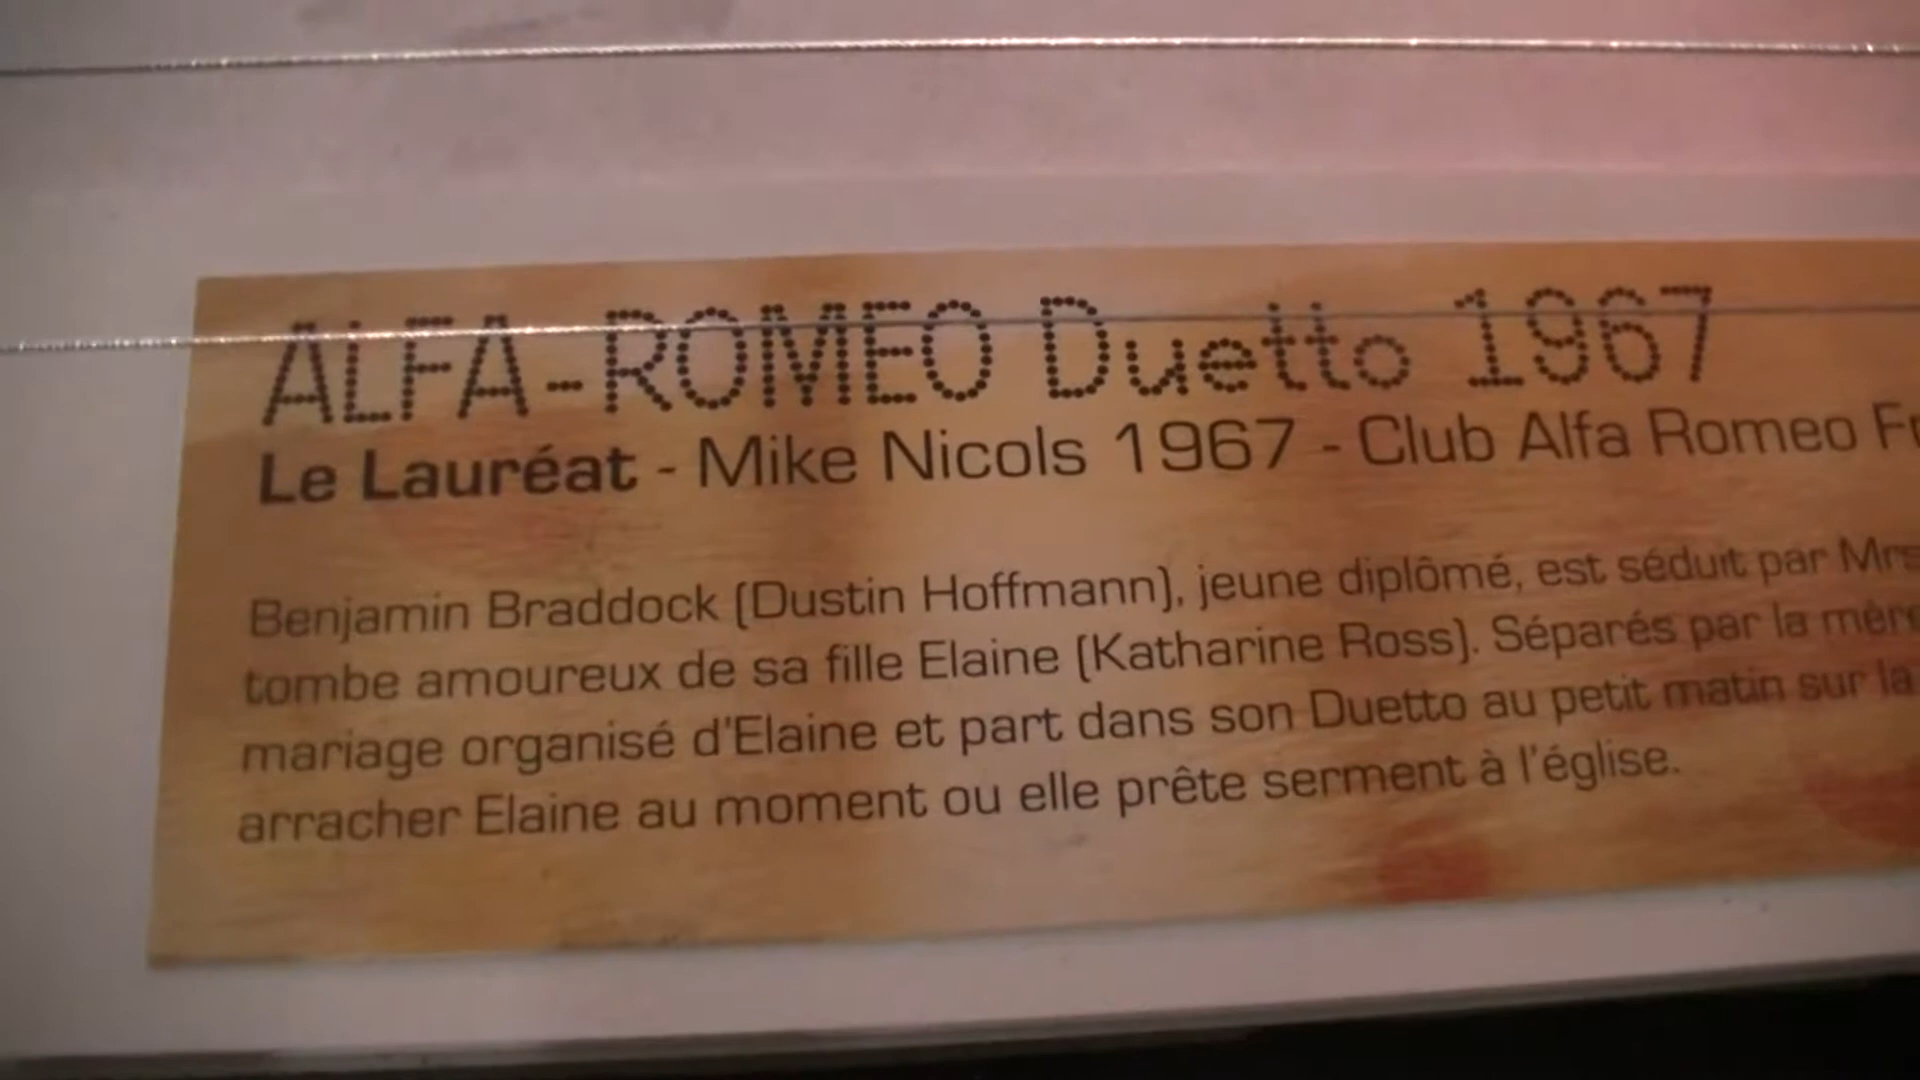 ALFA-ROMEO Duetto 1967
Le Lauréat - Mike Nicols 1967 - Club Alfa Romeo
Benjamin Braddock (Dustin Hoffmann), jeune diplômé, est séduit par Mrs
tombe amoureux de sa fille Elaine (Katharine Ross). Séparés par la mère
mariage organisé d'Elaine et part dans son Duetto au petit matin sur la
arracher Elaine au moment ou elle prête serment à l'église.